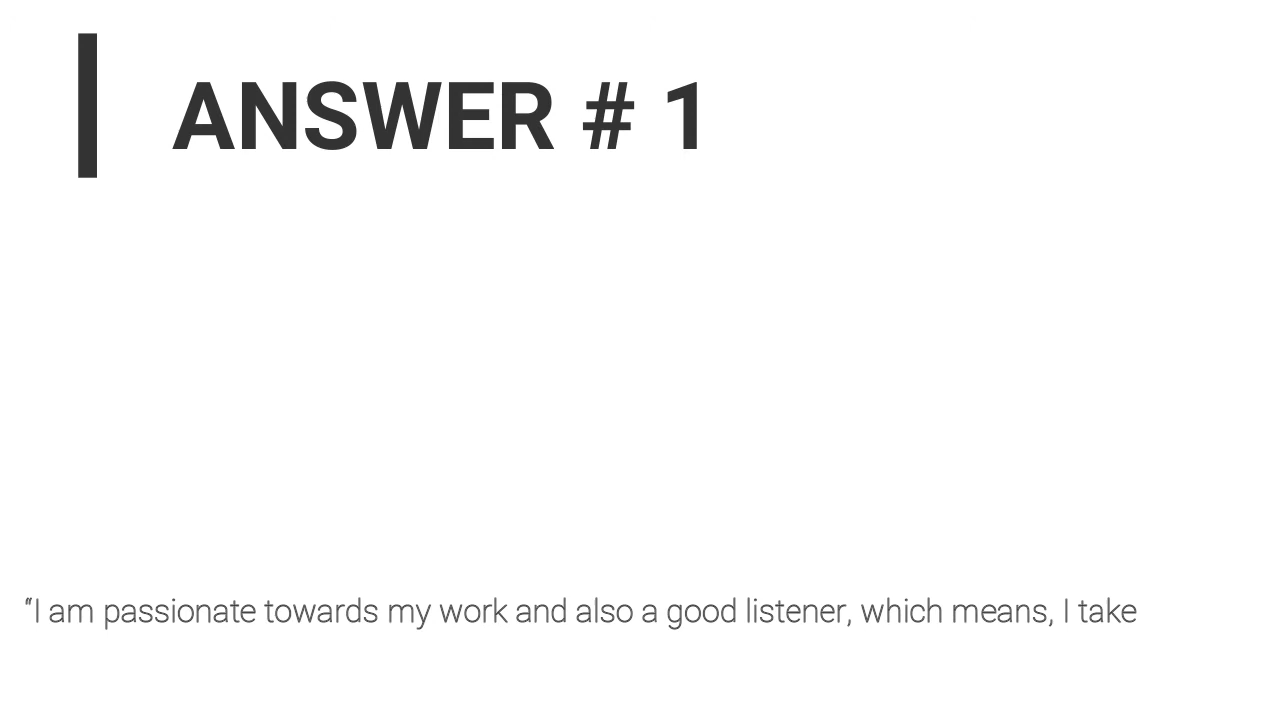 ANSWER # 1
“I am passionate towards my work and also a good listener, which means, I take